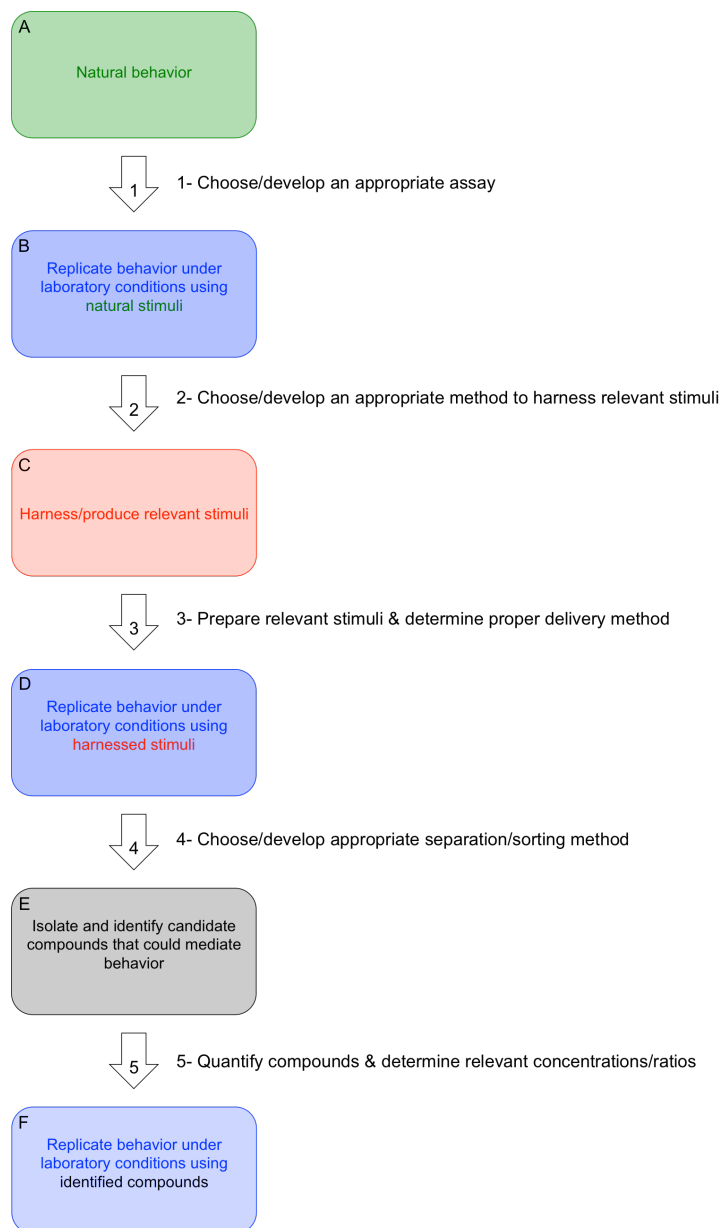 A
Natural behavior
1
1- Choose/develop an appropriate assay
B
Replicate behavior under
laboratory conditions using
natural stimuli
2
2- Choose/develop an appropriate method to harness relevant stimuli
C
Harness/produce relevant stimuli
3
3- Prepare relevant stimuli & determine proper delivery method
D
Replicate behavior under
laboratory conditions using
harnessed stimuli
4
4- Choose/develop appropriate separation/sorting method
E
Isolate and identify candidate
compounds that could mediate
behavior
5
5- Quantify compounds & determine relevant concentrations/ratios
F
Replicate behavior under
laboratory conditions using
identified compounds